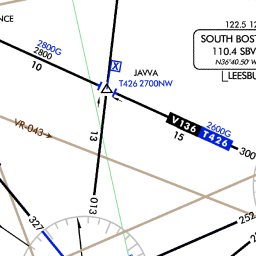 NCE
122.5 12
SOUTH BOST
110.4 SBV
N36°40.50' W
LEESBU
2800G
2800
10
X
JAVVA
T426 2700NW
VR-043→
13
V136
T426
2600G
15
300
013
327
252